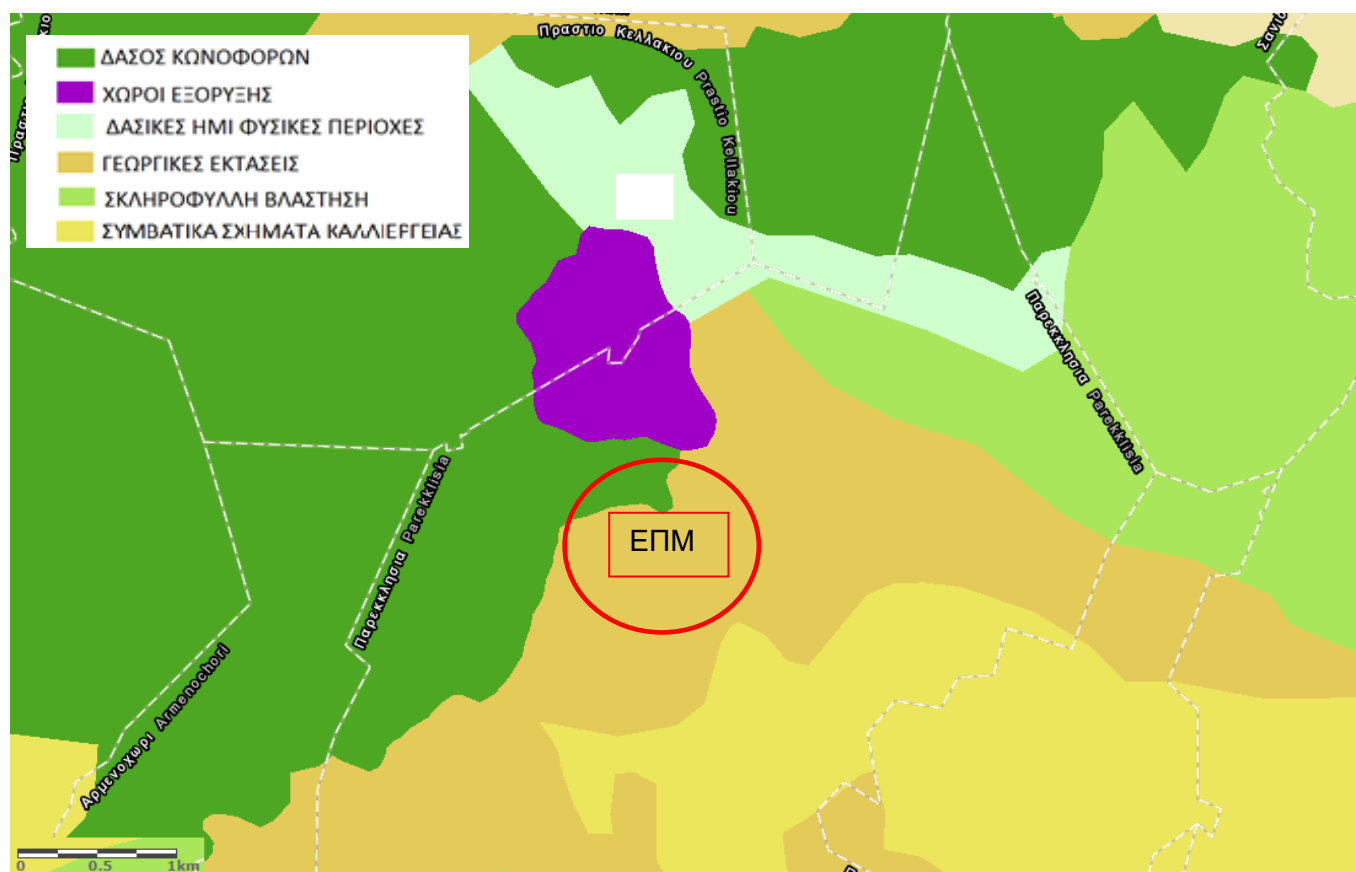 ΔΑΣΟΣ ΚΩΝΟΦΟΡΩΝ
ΧΩΡΟΙ ΕΞΟΡΥΞΗΣ
ΔΑΣΙΚΕΣ ΗΜΙ ΦΥΣΙΚΕΣ ΠΕΡΙΟΧΕΣ
ΓΕΩΡΓΙΚΕΣ ΕΚΤΑΣΕΙΣ
ΣΚΛΗΡΟΦΥΛΛΗ ΒΛΑΣΤΗΣΗ
ΣΥΜΒΑΤΙΚΑ ΣΧΗΜΑΤΑ ΚΑΛΛΙΕΡΓΕΙΑΣ
Πραστιο Κελλακιου Prastio Kellakiou
Παρεκκλησια Parekklisia
Παρεκκλησια Parekklisia
ΕΠΜ
Αρμενοχωρι Armenochori
0 0.5 1km